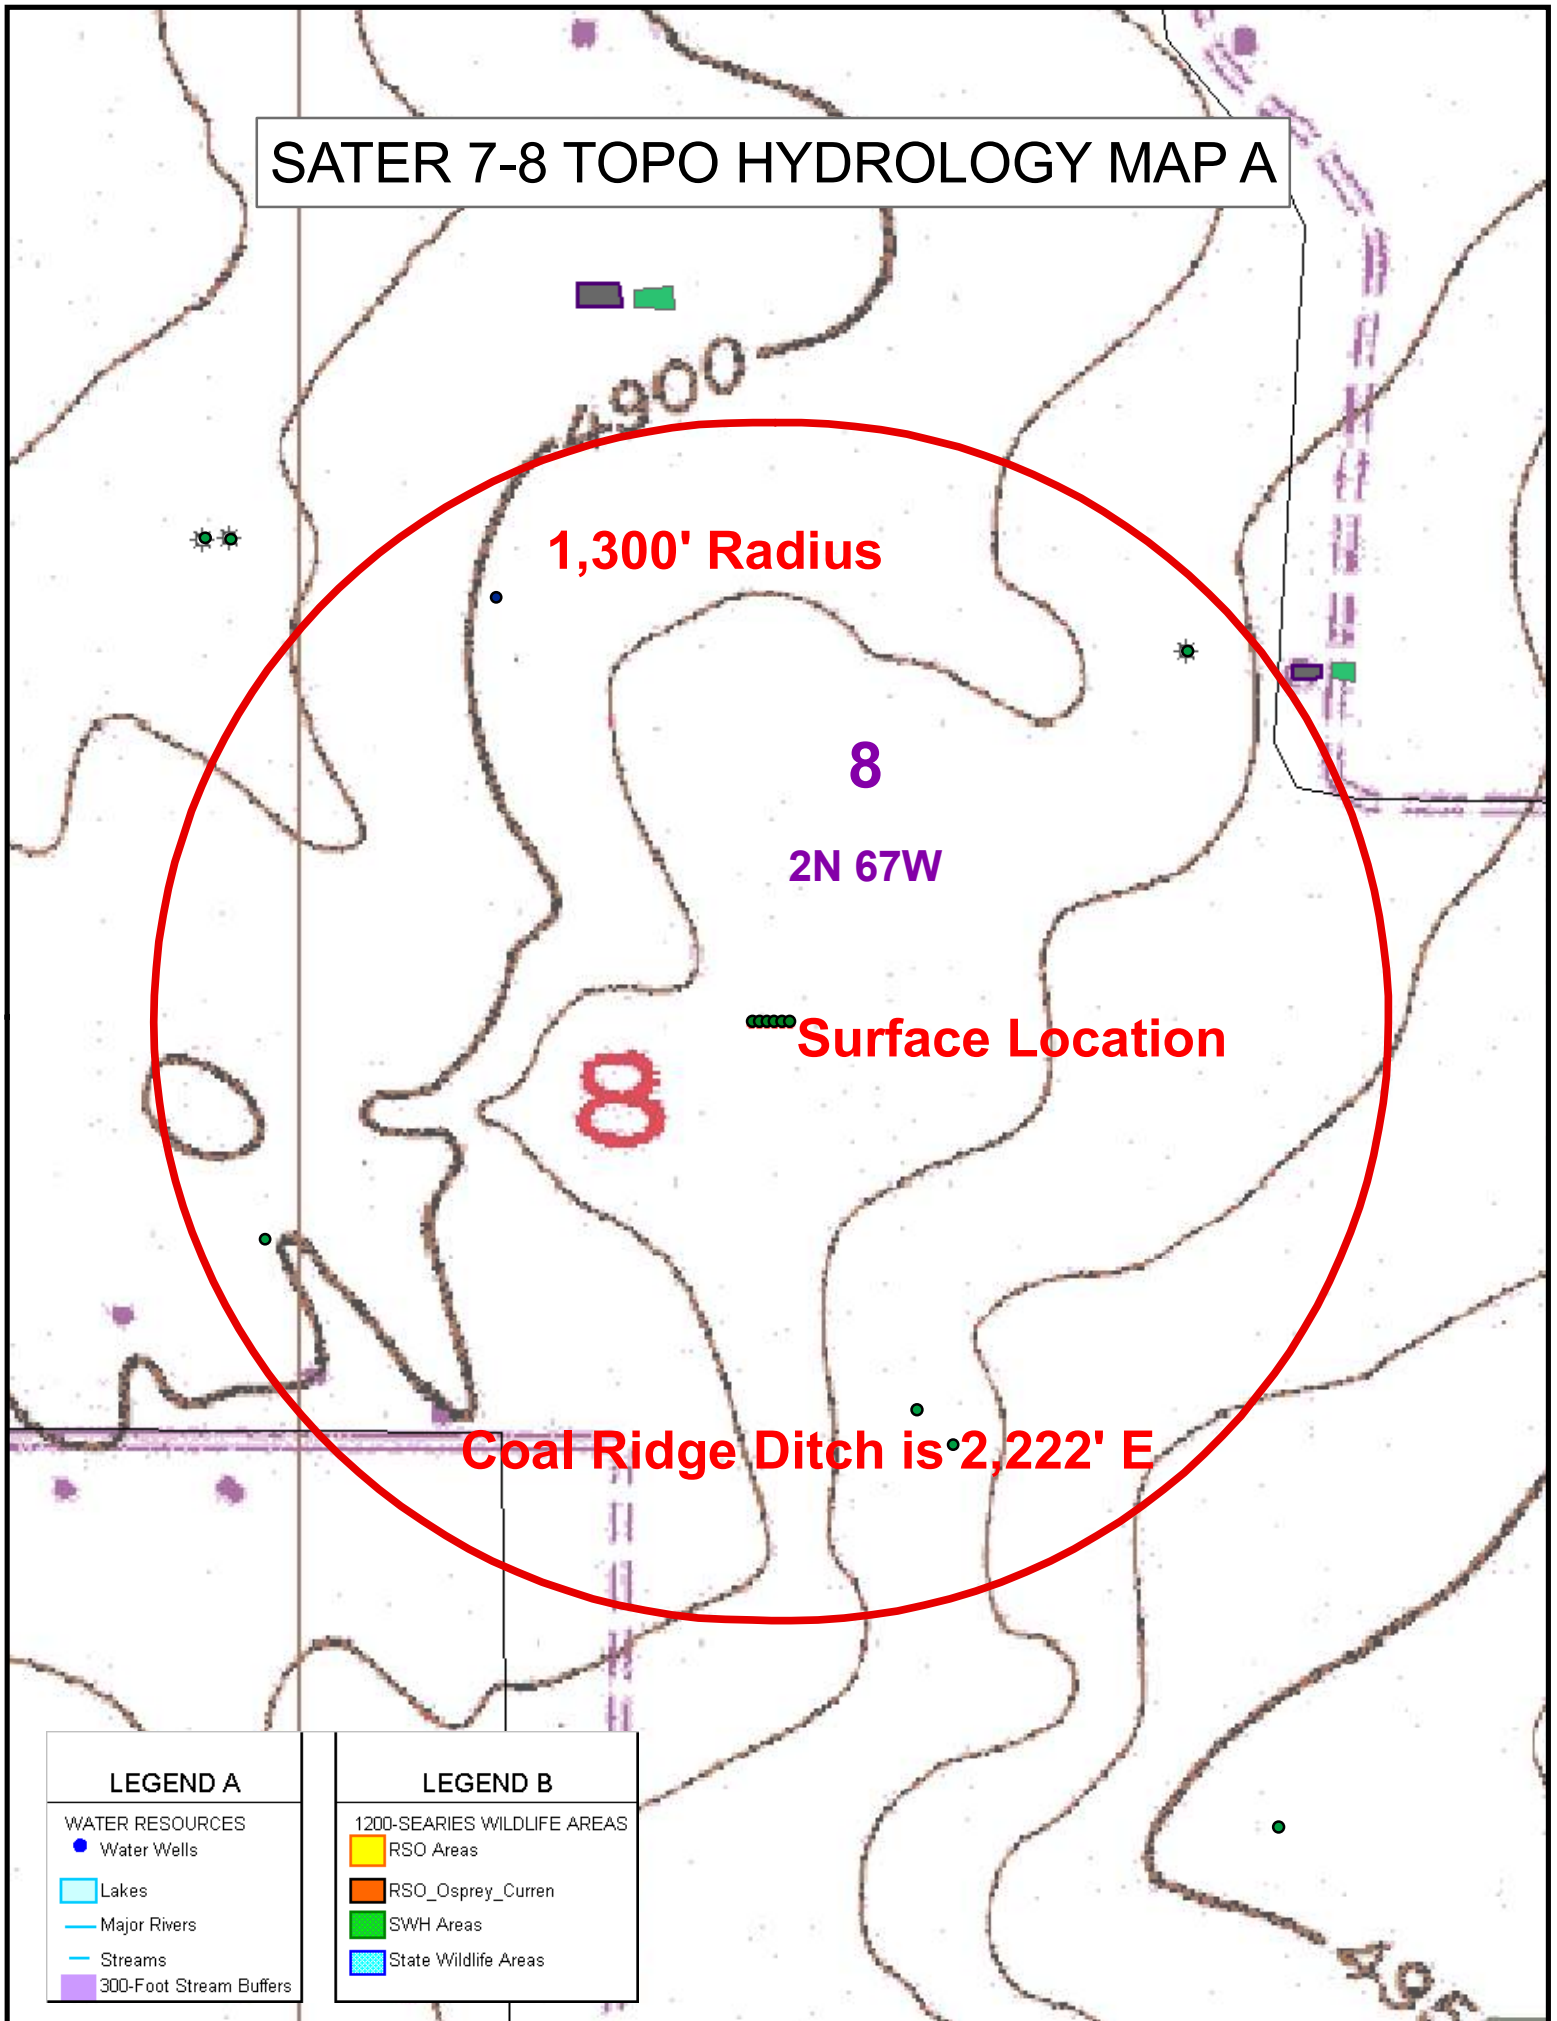 SATER 7-8 TOPO HYDROLOGY MAP A
4900
1,300' Radius
8
2N 67W
Surface Location
8
Coal Ridge Ditch is 2,222' E
LEGEND A
WATER RESOURCES
Water Wells
Lakes
Major Rivers
Streams
300-Foot Stream Buffers
LEGEND B
1200-SEARIES WILDLIFE AREAS
RSO Areas
RSO_Osprey_Curren
SWH Areas
State Wildlife Areas